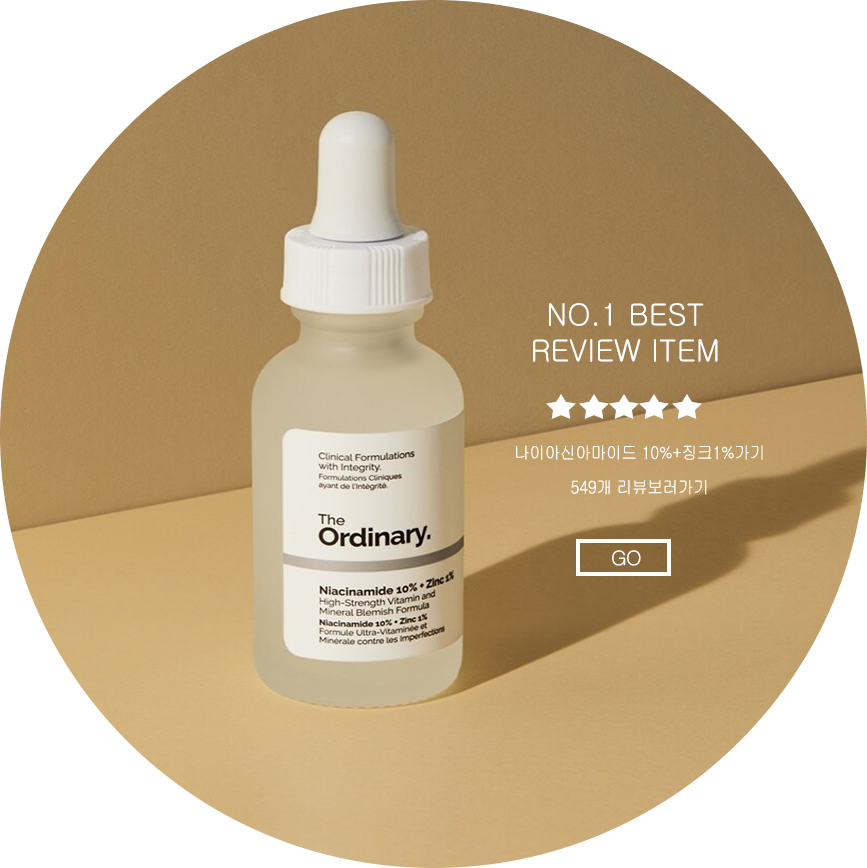 NO.1 BEST
REVIEW ITEM
나이아신아마이드 10%+징크1%가기
549개 리뷰보러가기
GO
Clinical Formulations
with Integrity.
Formulations Cliniques
ayant de l'Intégrité.
The
Ordinary.
Niacinamide 10% + Zinc 1%
High-Strength Vitamin and
Mineral Blemish Formula
Niacinamide 10% + Zinc 1%
Formule Ultra-Vitaminée et
Minérale contre les Imperfections